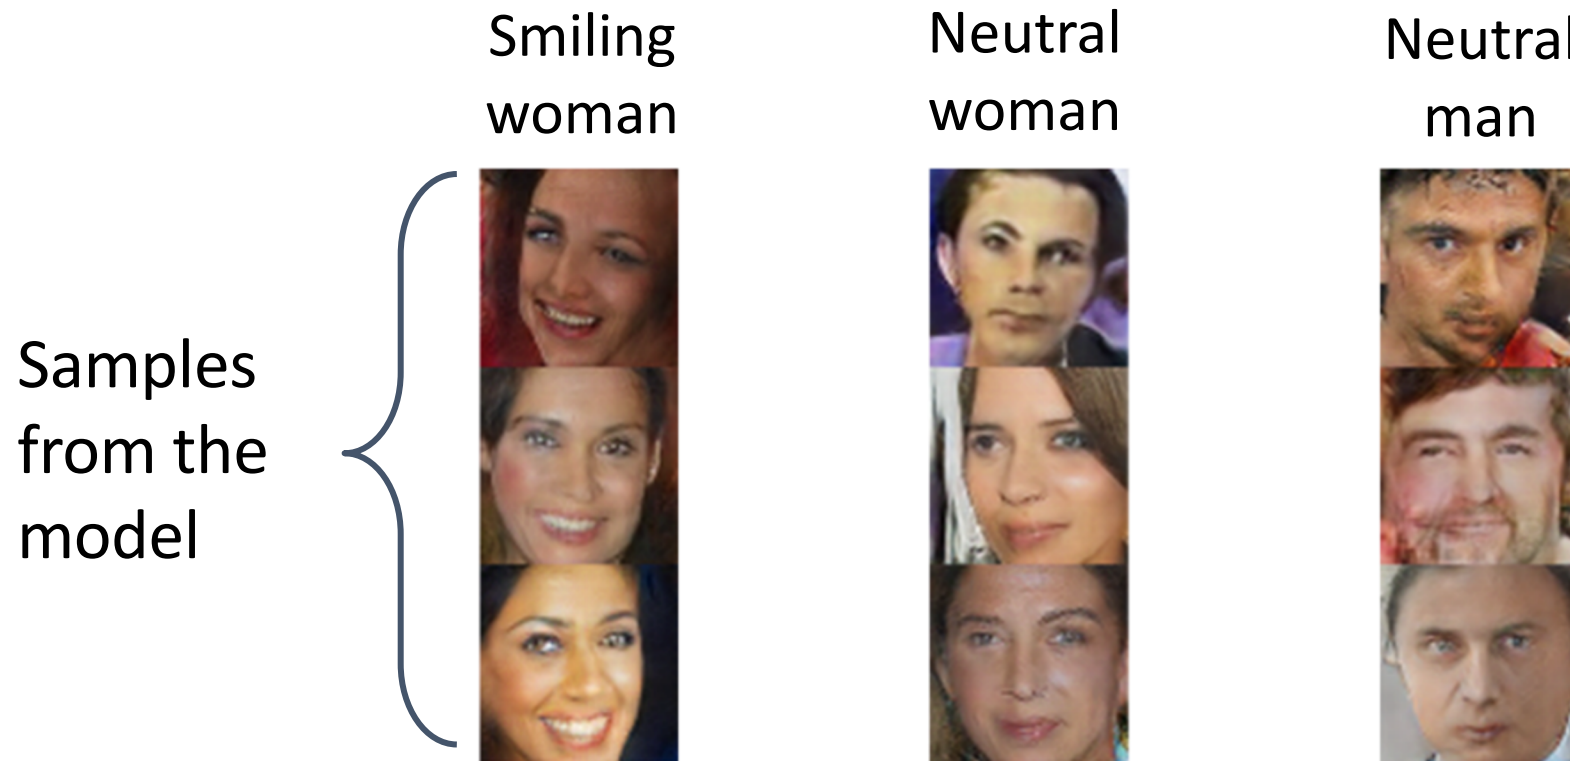 Smiling
woman
Neutral
woman
Neutral
man
Samples
from the
model